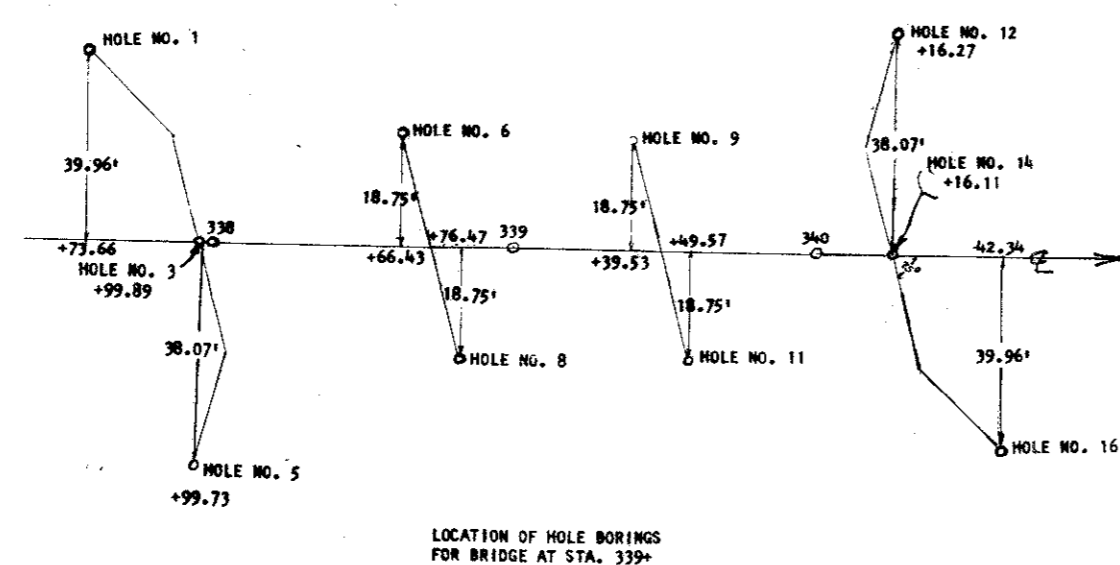 HOLE NO. 1
HOLE NO. 12
+16.27
HOLE NO. 6
HOLE NO. 9
39.96'
38.07'
HOLE NO. 14
+16.11
18.75'
18.75'
338
+76.47
339
+49.57
340
42.34
+73.66
HOLE NO. 3
+99.89
+66.43
+39.53
75°
18.75'
18.75'
38.07'
39.96'
HOLE NO. 8
HOLE NO. 11
HOLE NO. 16
HOLE NO. 5
+99.73
LOCATION OF HOLE BORINGS
FOR BRIDGE AT STA. 339+